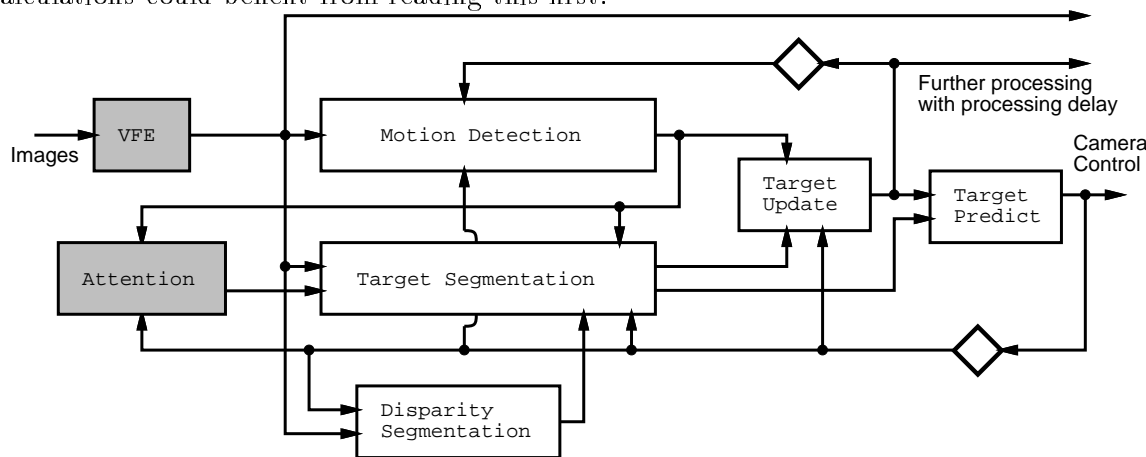 alculations could benefit from reading this first.
Further processing
with processing delay
VFE
Motion Detection
Images
Camera
Control
Target
Update
Target
Predict
Attention
Target Segmentation
Disparity
Segmentation